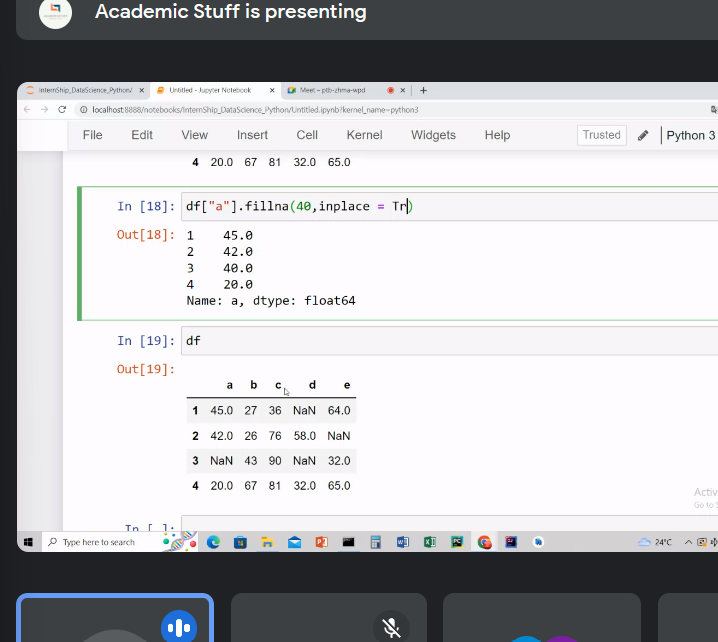 Academic Stuff is presenting
InternShip_DataScience_Python/
Untitled - Jupyter Notebook
Meet – ptb-zhma-wpd
localhost:8888/notebooks/InternShip_DataScience_Python/Untitled.ipynb?kernel_name=python3
File Edit View Insert Cell Kernel Widgets Help Trusted Python 3
4 20.0 67 81 32.0 65.0
In [18]: df["a"].fillna(40,inplace = Tr)
Out[18]: 1 45.0
2 42.0
3 40.0
4 20.0
Name: a, dtype: float64
In [19]: df
Out[19]:
a b c d e
1 45.0 27 36 NaN 64.0
2 42.0 26 76 58.0 NaN
3 NaN 43 90 NaN 32.0
4 20.0 67 81 32.0 65.0
Activ
Go to S
In [ ]:
Type here to search
24°C